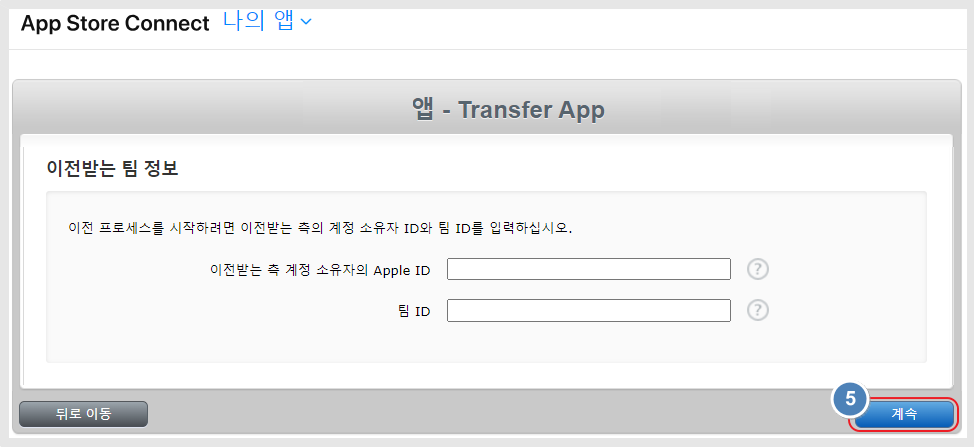 App Store Connect 나의 앱
앱 - Transfer App
이전받는 팀 정보
이전 프로세스를 시작하려면 이전받는 측의 계정 소유자 ID와 팀 ID를 입력하십시오.
이전받는 측 계정 소유자의 Apple ID ?
팀 ID ?
뒤로 이동 5 계속